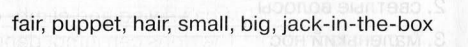 fair, puppet, hair, small, big, jack-in-the-box